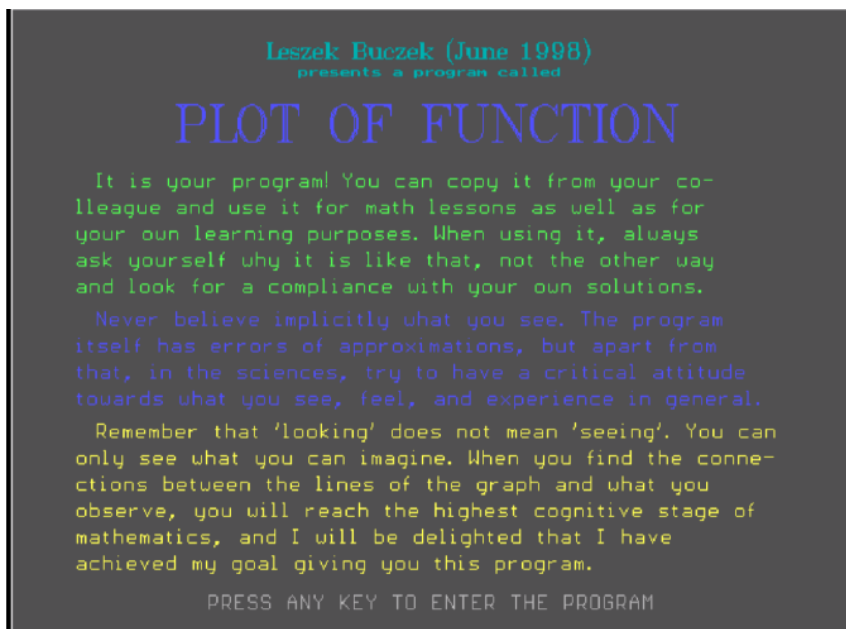 Leszek Buczek (June 1998)
presents a program called
PLOT OF FUNCTION
It is your program! You can copy it from your co-
lleague and use it for math lessons as well as for
your own learning purposes. When using it, always
ask yourself why it is like that, not the other way
and look for a compliance with your own solutions.
Never believe implicitly what you see. The program
itself has errors of approximations, but apart from
that, in the sciences, try to have a critical attitude
towards what you see, feel, and experience in general.
Remember that 'looking' does not mean 'seeing'. You can
only see what you can imagine. When you find the conne-
ctions between the lines of the graph and what you
observe, you will reach the highest cognitive stage of
mathematics, and I will be delighted that I have
achieved my goal giving you this program.
PRESS ANY KEY TO ENTER THE PROGRAM